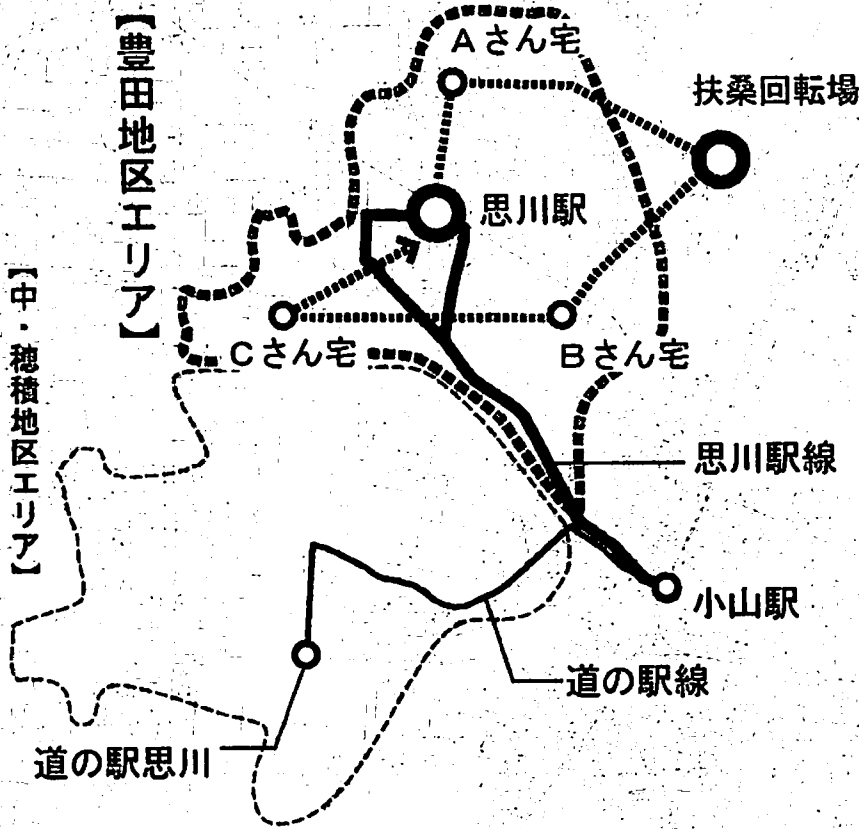 【豊田地区エリア】
Aさん宅
扶桑回転場
思川駅
【中・穂積地区エリア】
Cさん宅
Bさん宅
思川駅線
小山駅
道の駅線
道の駅思川